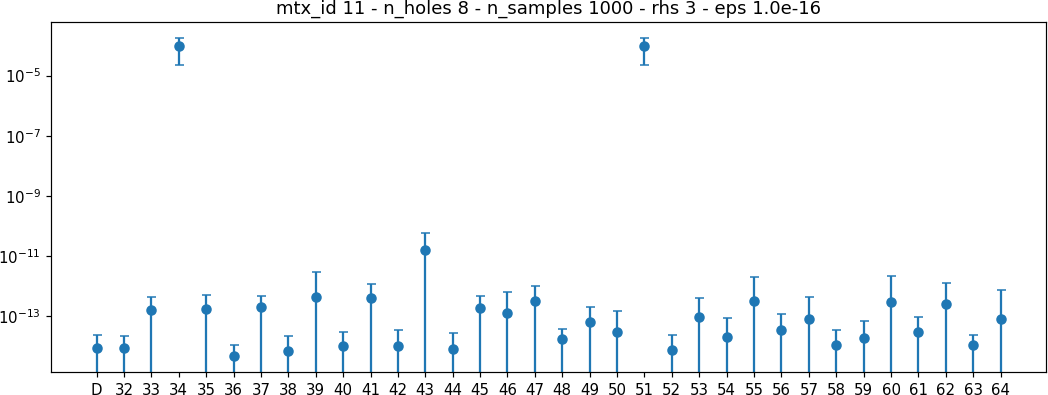 mtx_id 11 - n_holes 8 - n_samples 1000 - rhs 3 - eps 1.0e-16
10⁻⁵
10⁻⁷
10⁻⁹
10⁻¹¹
10⁻¹³
D 32 33 34 35 36 37 38 39 40 41 42 43 44 45 46 47 48 49 50 51 52 53 54 55 56 57 58 59 60 61 62 63 64